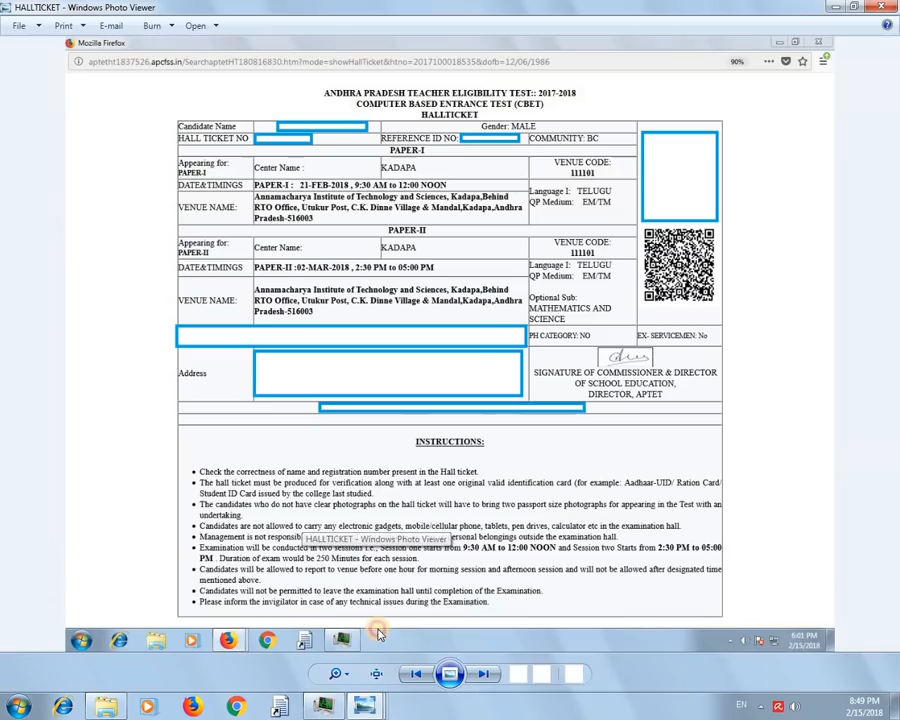 HALLTICKET - Windows Photo Viewer
File Print E-mail Burn Open
Mozilla Firefox
aptetht1837526.apcfss.in/SearchaptetHT180816830.htm?mode=showHallTicket&htno=2017100018535&dofb=12/06/1986 90%
ANDHRA PRADESH TEACHER ELIGIBILITY TEST:: 2017-2018
COMPUTER BASED ENTRANCE TEST (CBET)
HALLTICKET
Candidate Name Gender: MALE
HALL TICKET NO REFERENCE ID NO: COMMUNITY: BC
PAPER-I
Appearing for:
PAPER-I
Center Name : KADAPA
VENUE CODE:
111101
DATE&TIMINGS PAPER-I : 21-FEB-2018 , 9:30 AM to 12:00 NOON
VENUE NAME:
Annamacharya Institute of Technology and Sciences, Kadapa,Behind
RTO Office, Utukur Post, C.K. Dinne Village & Mandal,Kadapa,Andhra
Pradesh-516003
Language I: TELUGU
QP Medium: EM/TM
PAPER-II
Appearing for:
PAPER-II
Center Name: KADAPA
VENUE CODE:
111101
DATE&TIMINGS PAPER-II :02-MAR-2018 , 2:30 PM to 05:00 PM
VENUE NAME:
Annamacharya Institute of Technology and Sciences, Kadapa,Behind
RTO Office, Utukur Post, C.K. Dinne Village & Mandal,Kadapa,Andhra
Pradesh-516003
Language I: TELUGU
QP Medium: EM/TM
Optional Sub:
MATHEMATICS AND
SCIENCE
PH CATEGORY: NO EX- SERVICEMEN: No
Address
SIGNATURE OF COMMISSIONER & DIRECTOR
OF SCHOOL EDUCATION,
DIRECTOR, APTET
INSTRUCTIONS:
Check the correctness of name and registration number present in the Hall ticket.
The hall ticket must be produced for verification along with at least one original valid identification card (for example: Aadhaar-UID/ Ration Card/
Student ID Card issued by the college last studied.
The candidates who do not have clear photographs on the hall ticket will have to bring two passport size photographs for appearing in the Test with an
undertaking.
Candidates are not allowed to carry any electronic gadgets, mobile/cellular phone, tablets, pen drives, calculator etc in the examination hall.
Management is not responsib HALLTICKET - Windows Photo Viewer ersonal belongings outside the examination hall.
Examination will be conducted in two sessions i.e., Session one starts from 9:30 AM to 12:00 NOON and Session two Starts from 2:30 PM to 05:00
PM . Duration of exam would be 250 Minutes for each session.
Candidates will be allowed to report to venue before one hour for morning session and afternoon session and will not be allowed after designated time
mentioned above.
Candidates will not be permitted to leave the examination hall until completion of the Examination.
Please inform the invigilator in case of any technical issues during the Examination.
6:01 PM
2/15/2018
EN
8:49 PM
2/15/2018